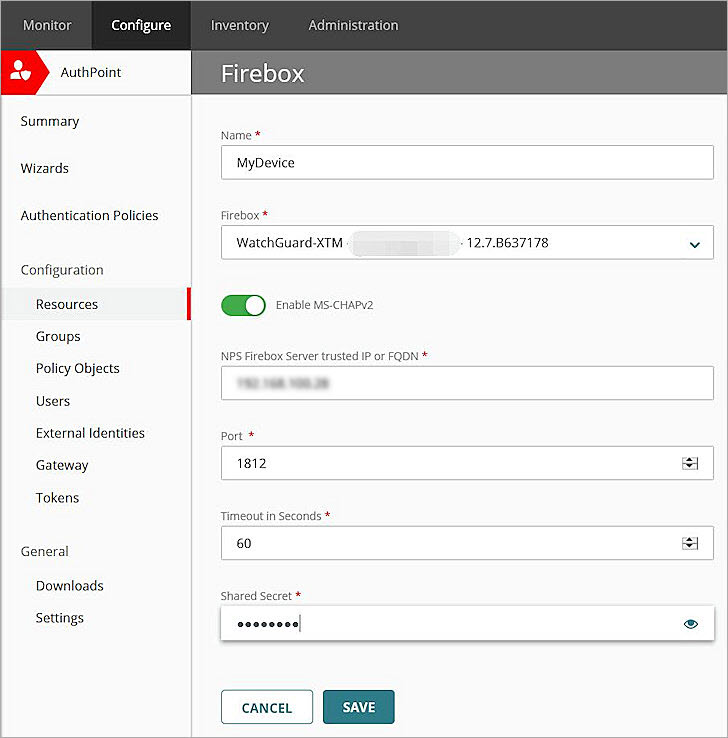 Monitor
Configure
Inventory
Administration
AuthPoint
Firebox
Summary
Wizards
Authentication Policies
Configuration
Resources
Groups
Policy Objects
Users
External Identities
Gateway
Tokens
General
Downloads
Settings
Name *
MyDevice
Firebox *
WatchGuard-XTM - - 12.7.B637178
Enable MS-CHAPv2
NPS Firebox Server trusted IP or FQDN *
Port *
1812
Timeout in Seconds *
60
Shared Secret *
••••••••
CANCEL
SAVE